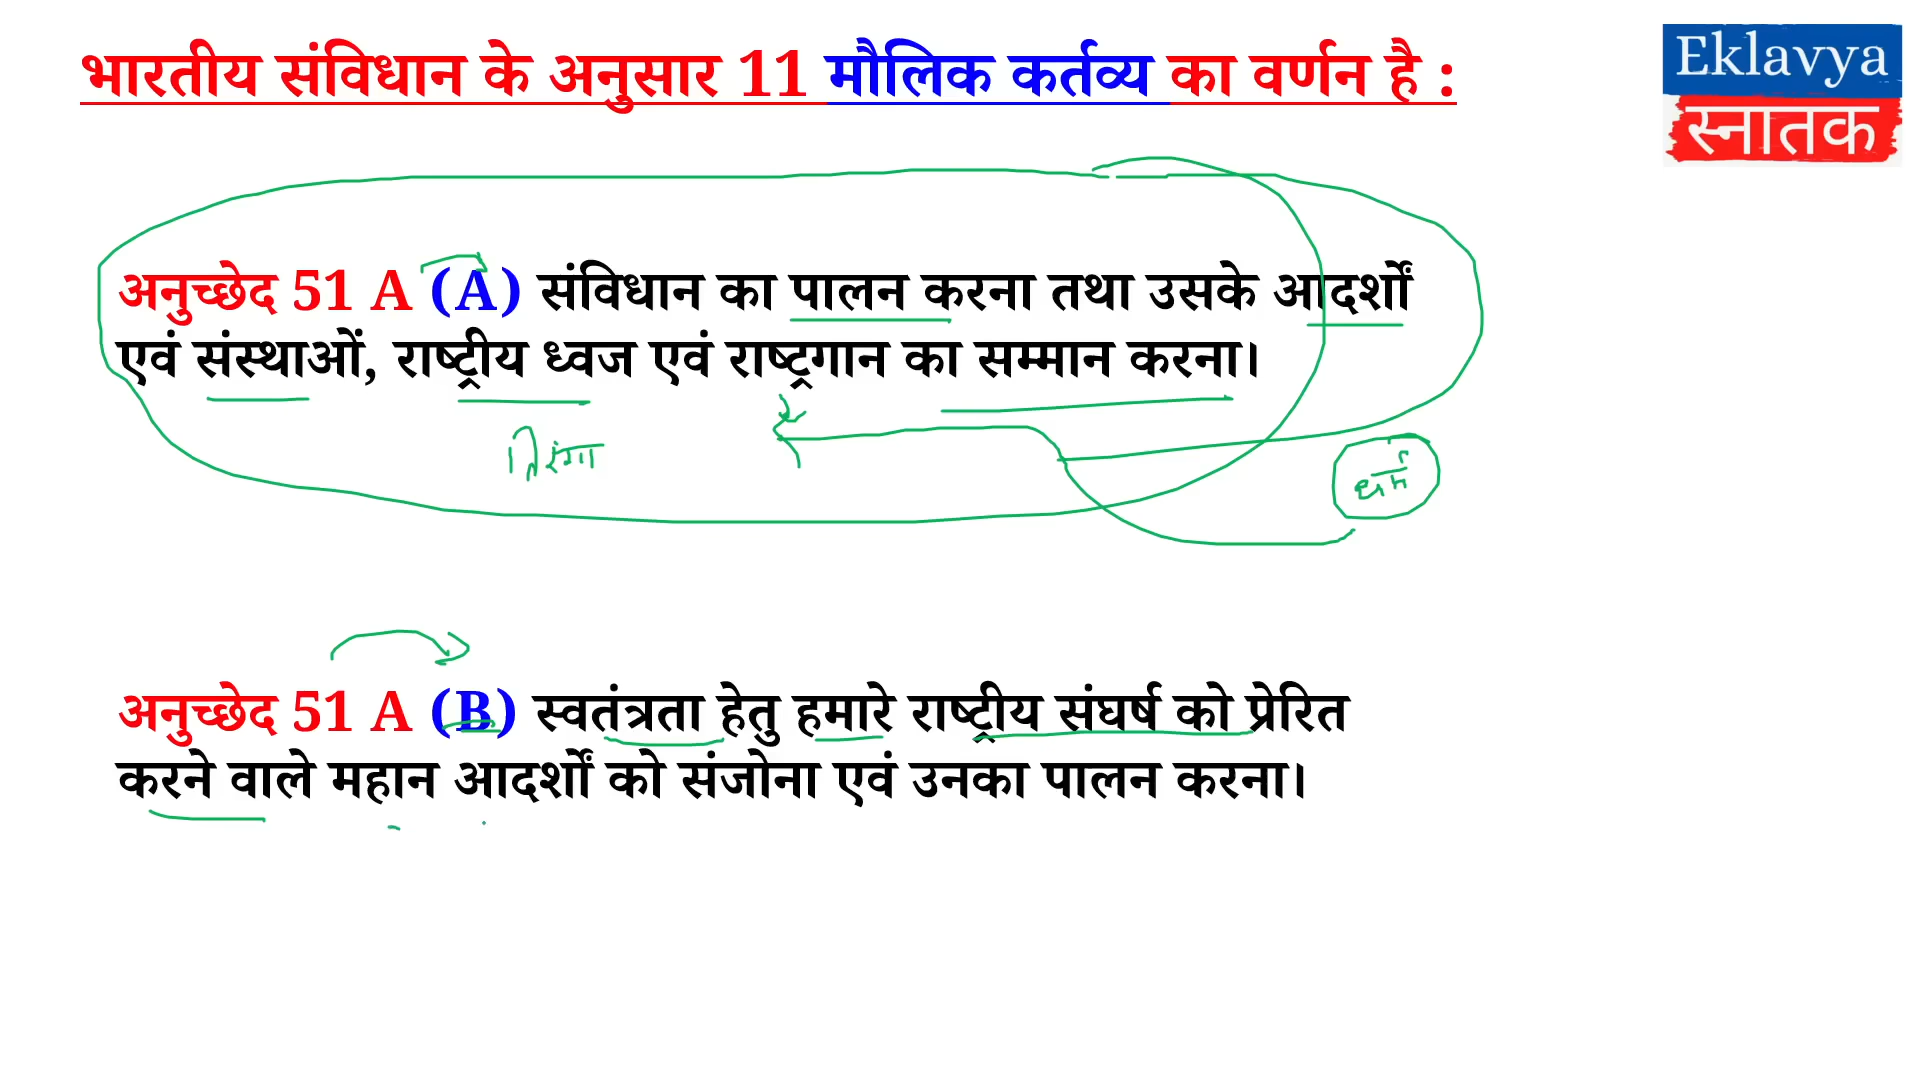 भारतीय संविधान के अनुसार 11 मौलिक कर्तव्य का वर्णन है :
Eklavya
स्नातक
अनुच्छेद 51 A (A) संविधान का पालन करना तथा उसके आदर्शों
एवं संस्थाओं, राष्ट्रीय ध्वज एवं राष्ट्रगान का सम्मान करना।
तिरंगा
धर्म
अनुच्छेद 51 A (B) स्वतंत्रता हेतु हमारे राष्ट्रीय संघर्ष को प्रेरित
करने वाले महान आदर्शों को संजोना एवं उनका पालन करना।